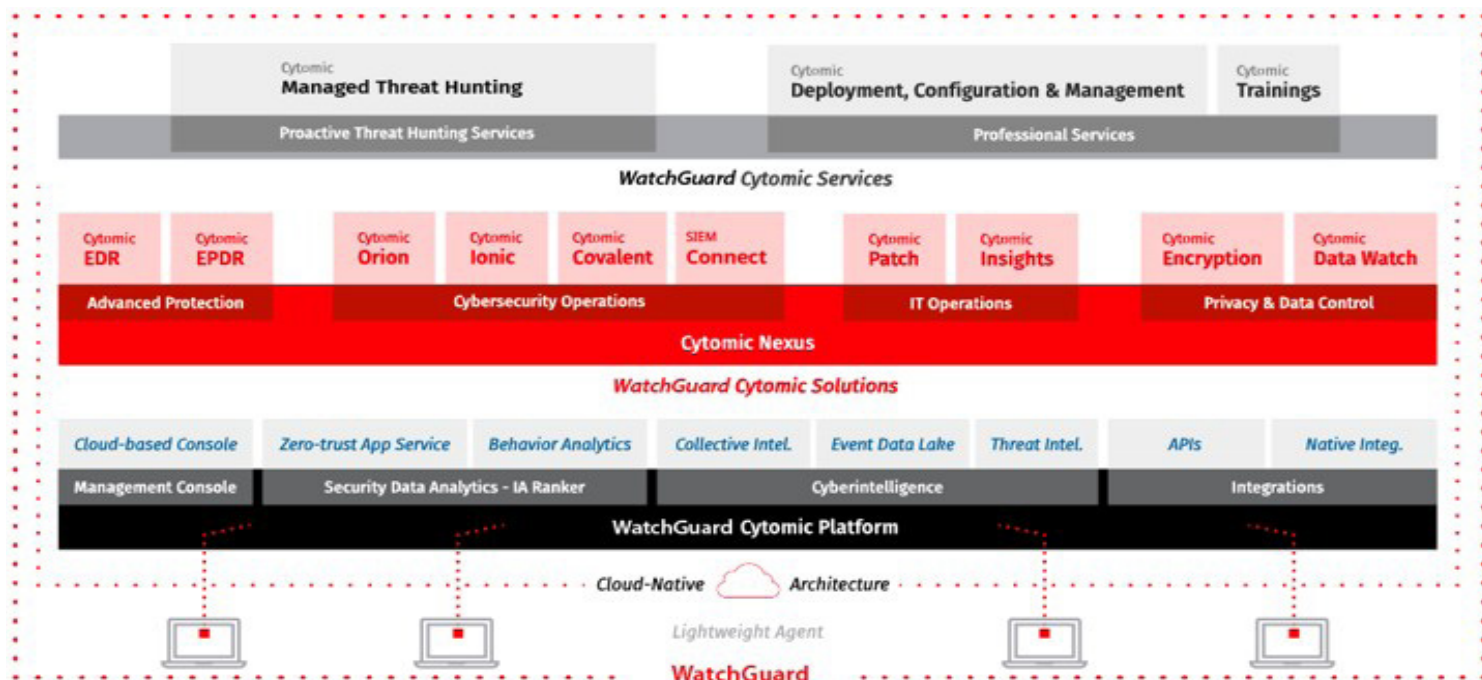 Cytomic
Managed Threat Hunting
Cytomic
Deployment, Configuration & Management
Cytomic
Trainings
Proactive Threat Hunting Services
Professional Services
WatchGuard Cytomic Services
Cytomic
EDR
Cytomic
EPDR
Cytomic
Orion
Cytomic
Ionic
Cytomic
Covalent
SIEM
Connect
Cytomic
Patch
Cytomic
Insights
Cytomic
Encryption
Cytomic
Data Watch
Advanced Protection
Cybersecurity Operations
IT Operations
Privacy & Data Control
Cytomic Nexus
WatchGuard Cytomic Solutions
Cloud-based Console
Zero-trust App Service
Behavior Analytics
Collective Intel.
Event Data Lake
Threat Intel.
APIs
Native Integ.
Management Console
Security Data Analytics - IA Ranker
Cyberintelligence
Integrations
WatchGuard Cytomic Platform
Cloud-Native Architecture
Lightweight Agent
WatchGuard